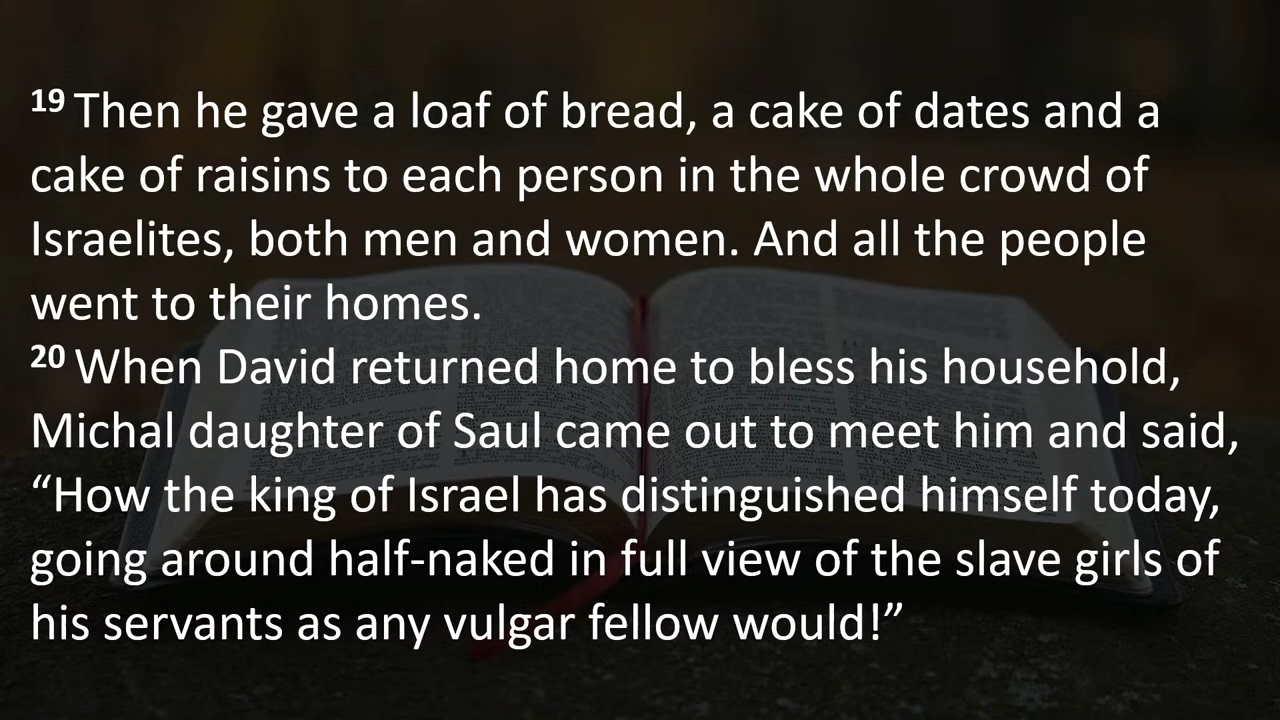 19 Then he gave a loaf of bread, a cake of dates and a
cake of raisins to each person in the whole crowd of
Israelites, both men and women. And all the people
went to their homes.
20 When David returned home to bless his household,
Michal daughter of Saul came out to meet him and said,
“How the king of Israel has distinguished himself today,
going around half-naked in full view of the slave girls of
his servants as any vulgar fellow would!”